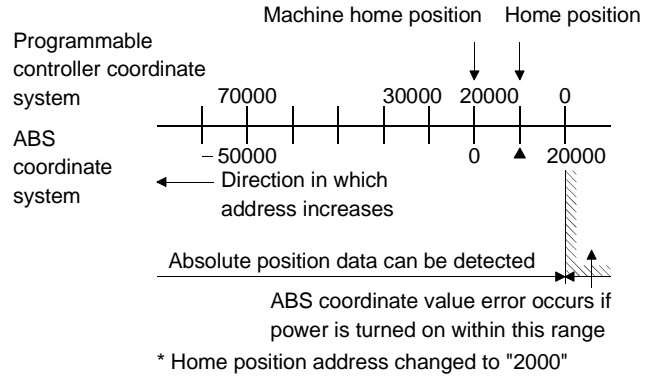 Machine home position Home position
Programmable
controller coordinate
system
70000 30000 20000 0
ABS
coordinate
system
– 50000 0 20000
Direction in which
address increases
Absolute position data can be detected
ABS coordinate value error occurs if
power is turned on within this range
* Home position address changed to "2000"